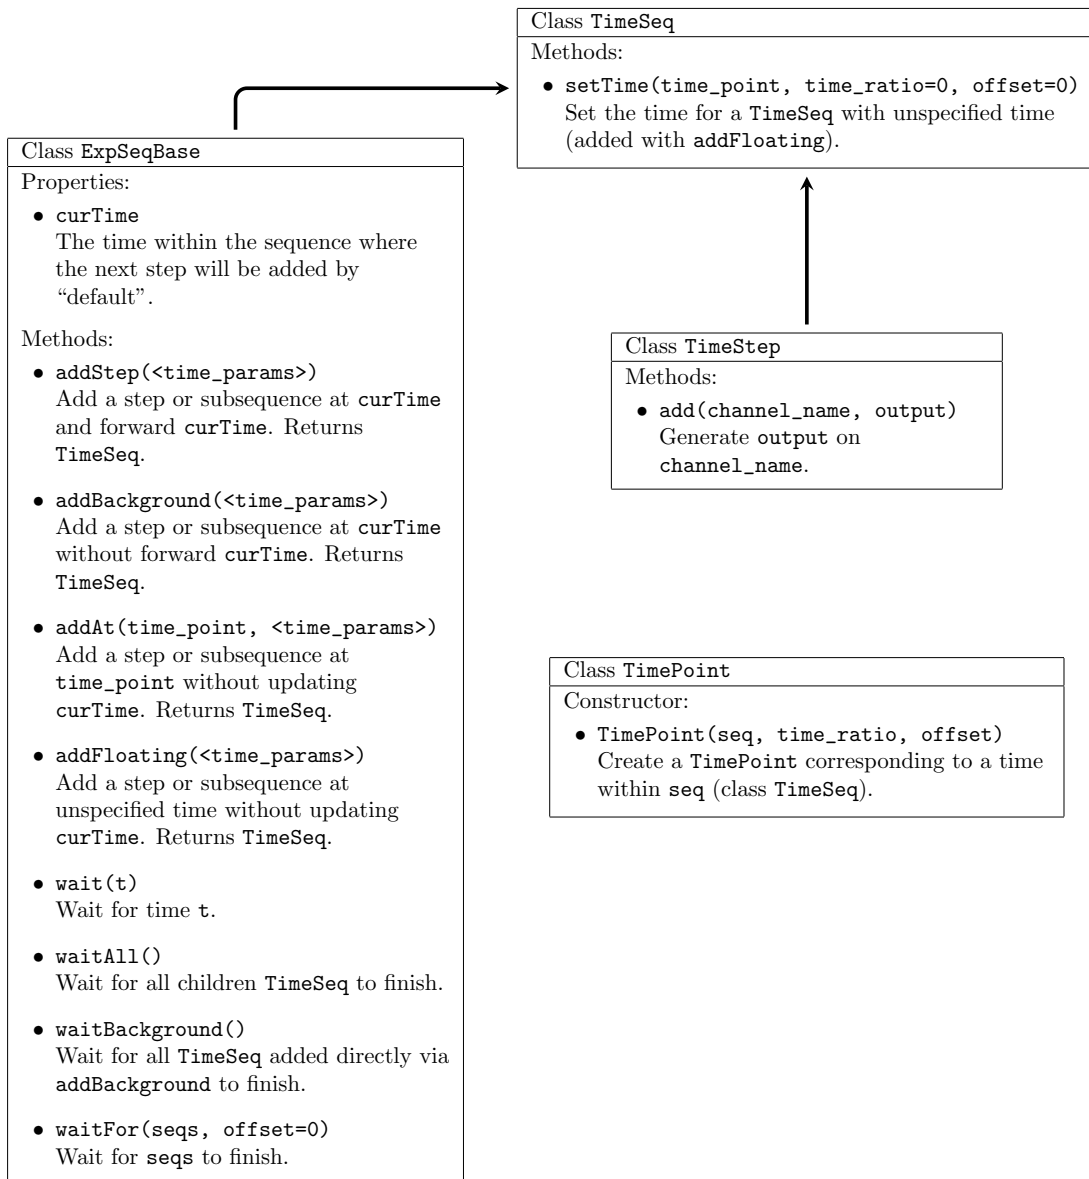 Class TimeSeq
Methods:
• setTime(time_point, time_ratio=0, offset=0)
Set the time for a TimeSeq with unspecified time
(added with addFloating).
Class ExpSeqBase
Properties:
• curTime
The time within the sequence where
the next step will be added by
“default”.
Methods:
• addStep(<time_params>)
Add a step or subsequence at curTime
and forward curTime. Returns
TimeSeq.
• addBackground(<time_params>)
Add a step or subsequence at curTime
without forward curTime. Returns
TimeSeq.
• addAt(time_point, <time_params>)
Add a step or subsequence at
time_point without updating
curTime. Returns TimeSeq.
• addFloating(<time_params>)
Add a step or subsequence at
unspecified time without updating
curTime. Returns TimeSeq.
• wait(t)
Wait for time t.
• waitAll()
Wait for all children TimeSeq to finish.
• waitBackground()
Wait for all TimeSeq added directly via
addBackground to finish.
• waitFor(seqs, offset=0)
Wait for seqs to finish.
Class TimeStep
Methods:
• add(channel_name, output)
Generate output on
channel_name.
Class TimePoint
Constructor:
• TimePoint(seq, time_ratio, offset)
Create a TimePoint corresponding to a time
within seq (class TimeSeq).